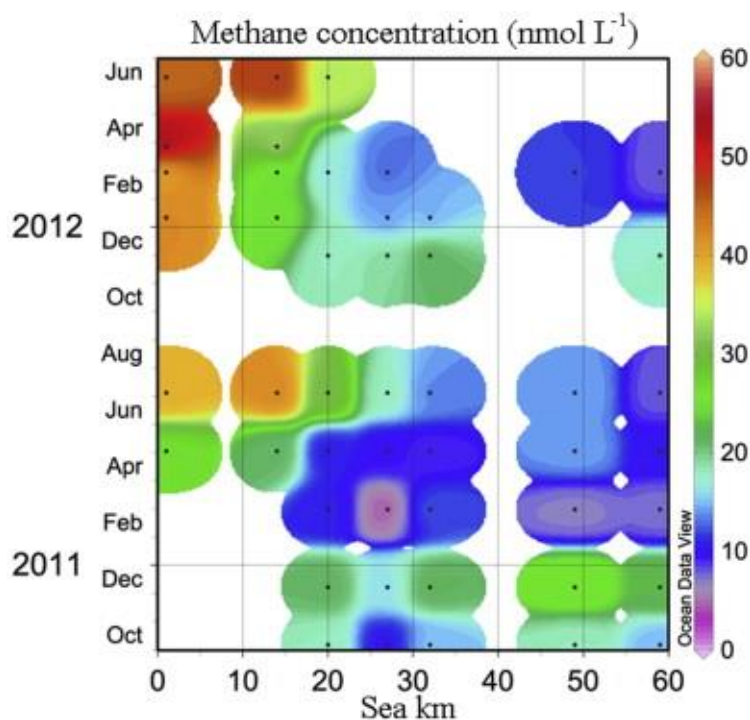 Methane concentration (nmol L⁻¹)
Jun
Apr
Feb
2012
Dec
Oct
Aug
Jun
Apr
Feb
2011
Dec
Oct
0 10 20 30 40 50 60
Sea km
60
50
40
30
20
10
0
Ocean Data View